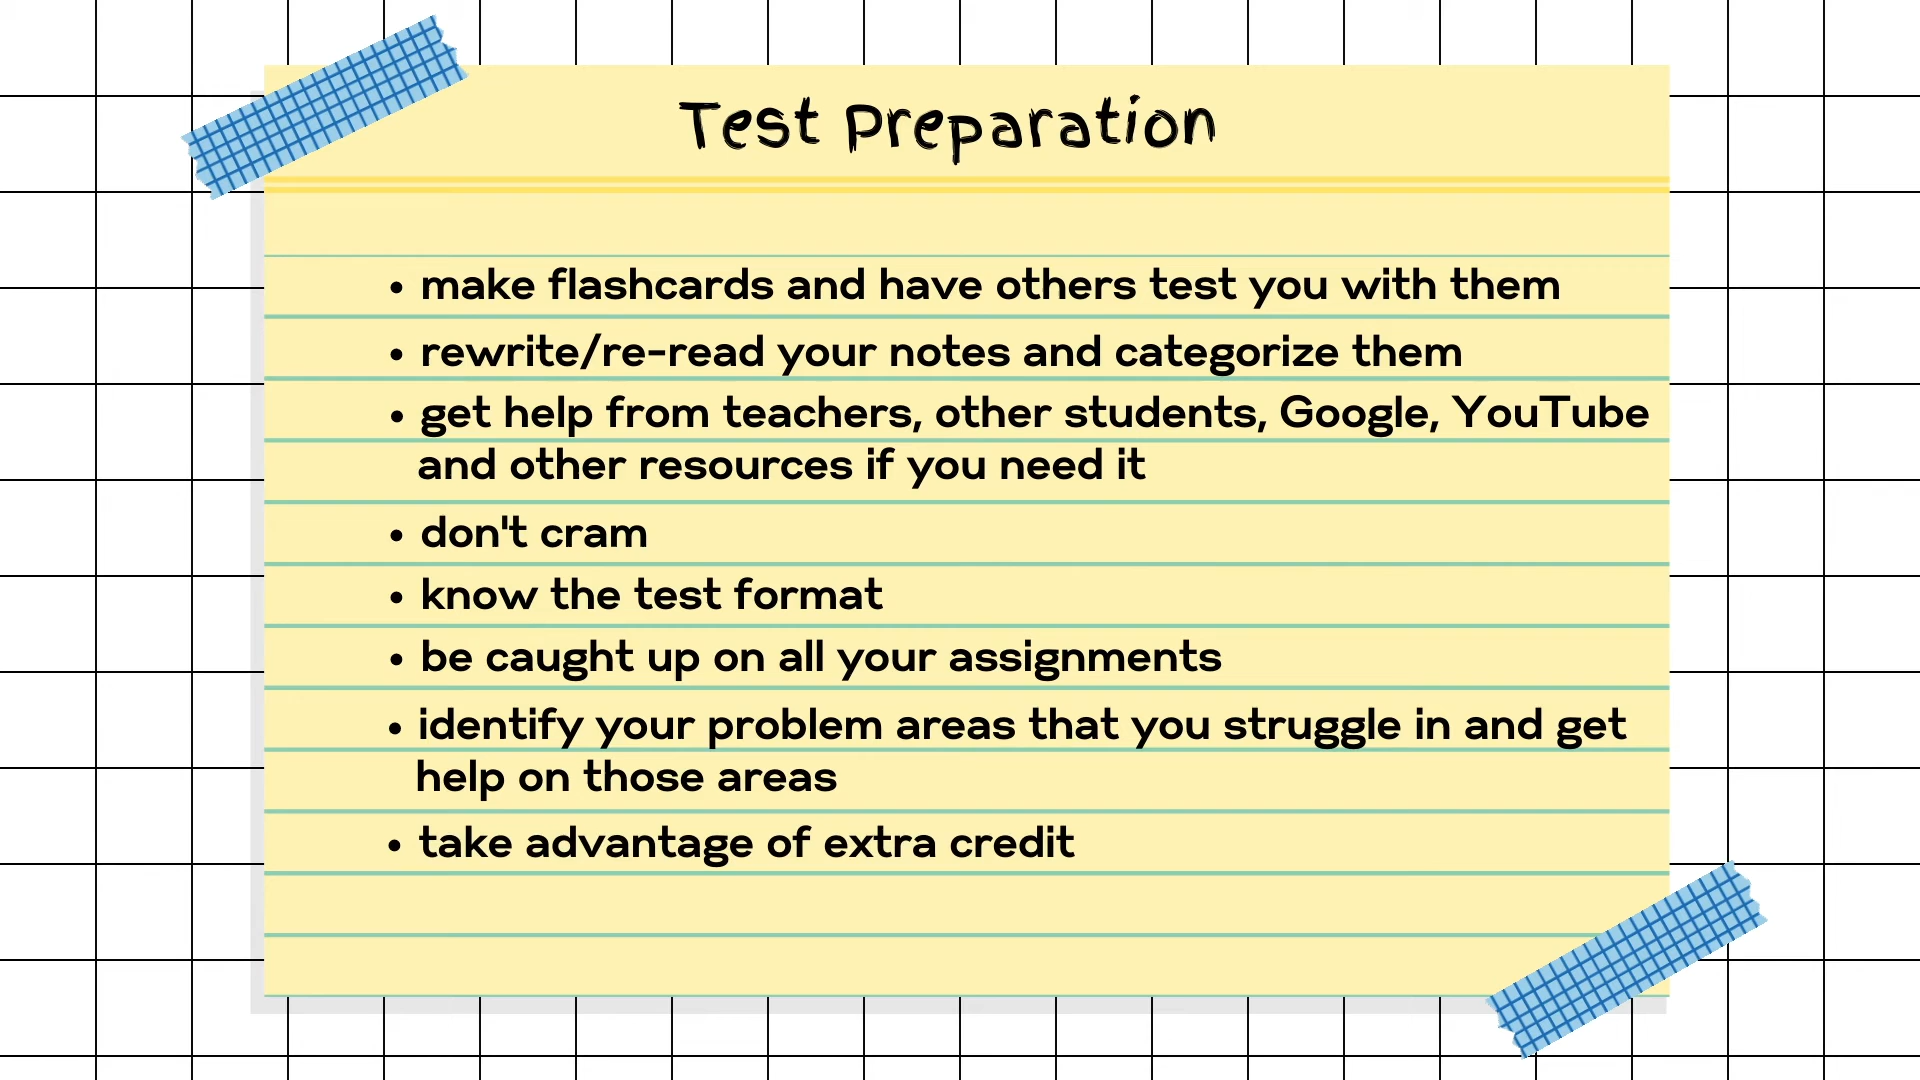 Test Preparation
• make flashcards and have others test you with them
• rewrite/re-read your notes and categorize them
• get help from teachers, other students, Google, YouTube
and other resources if you need it
• don't cram
• know the test format
• be caught up on all your assignments
• identify your problem areas that you struggle in and get
help on those areas
• take advantage of extra credit